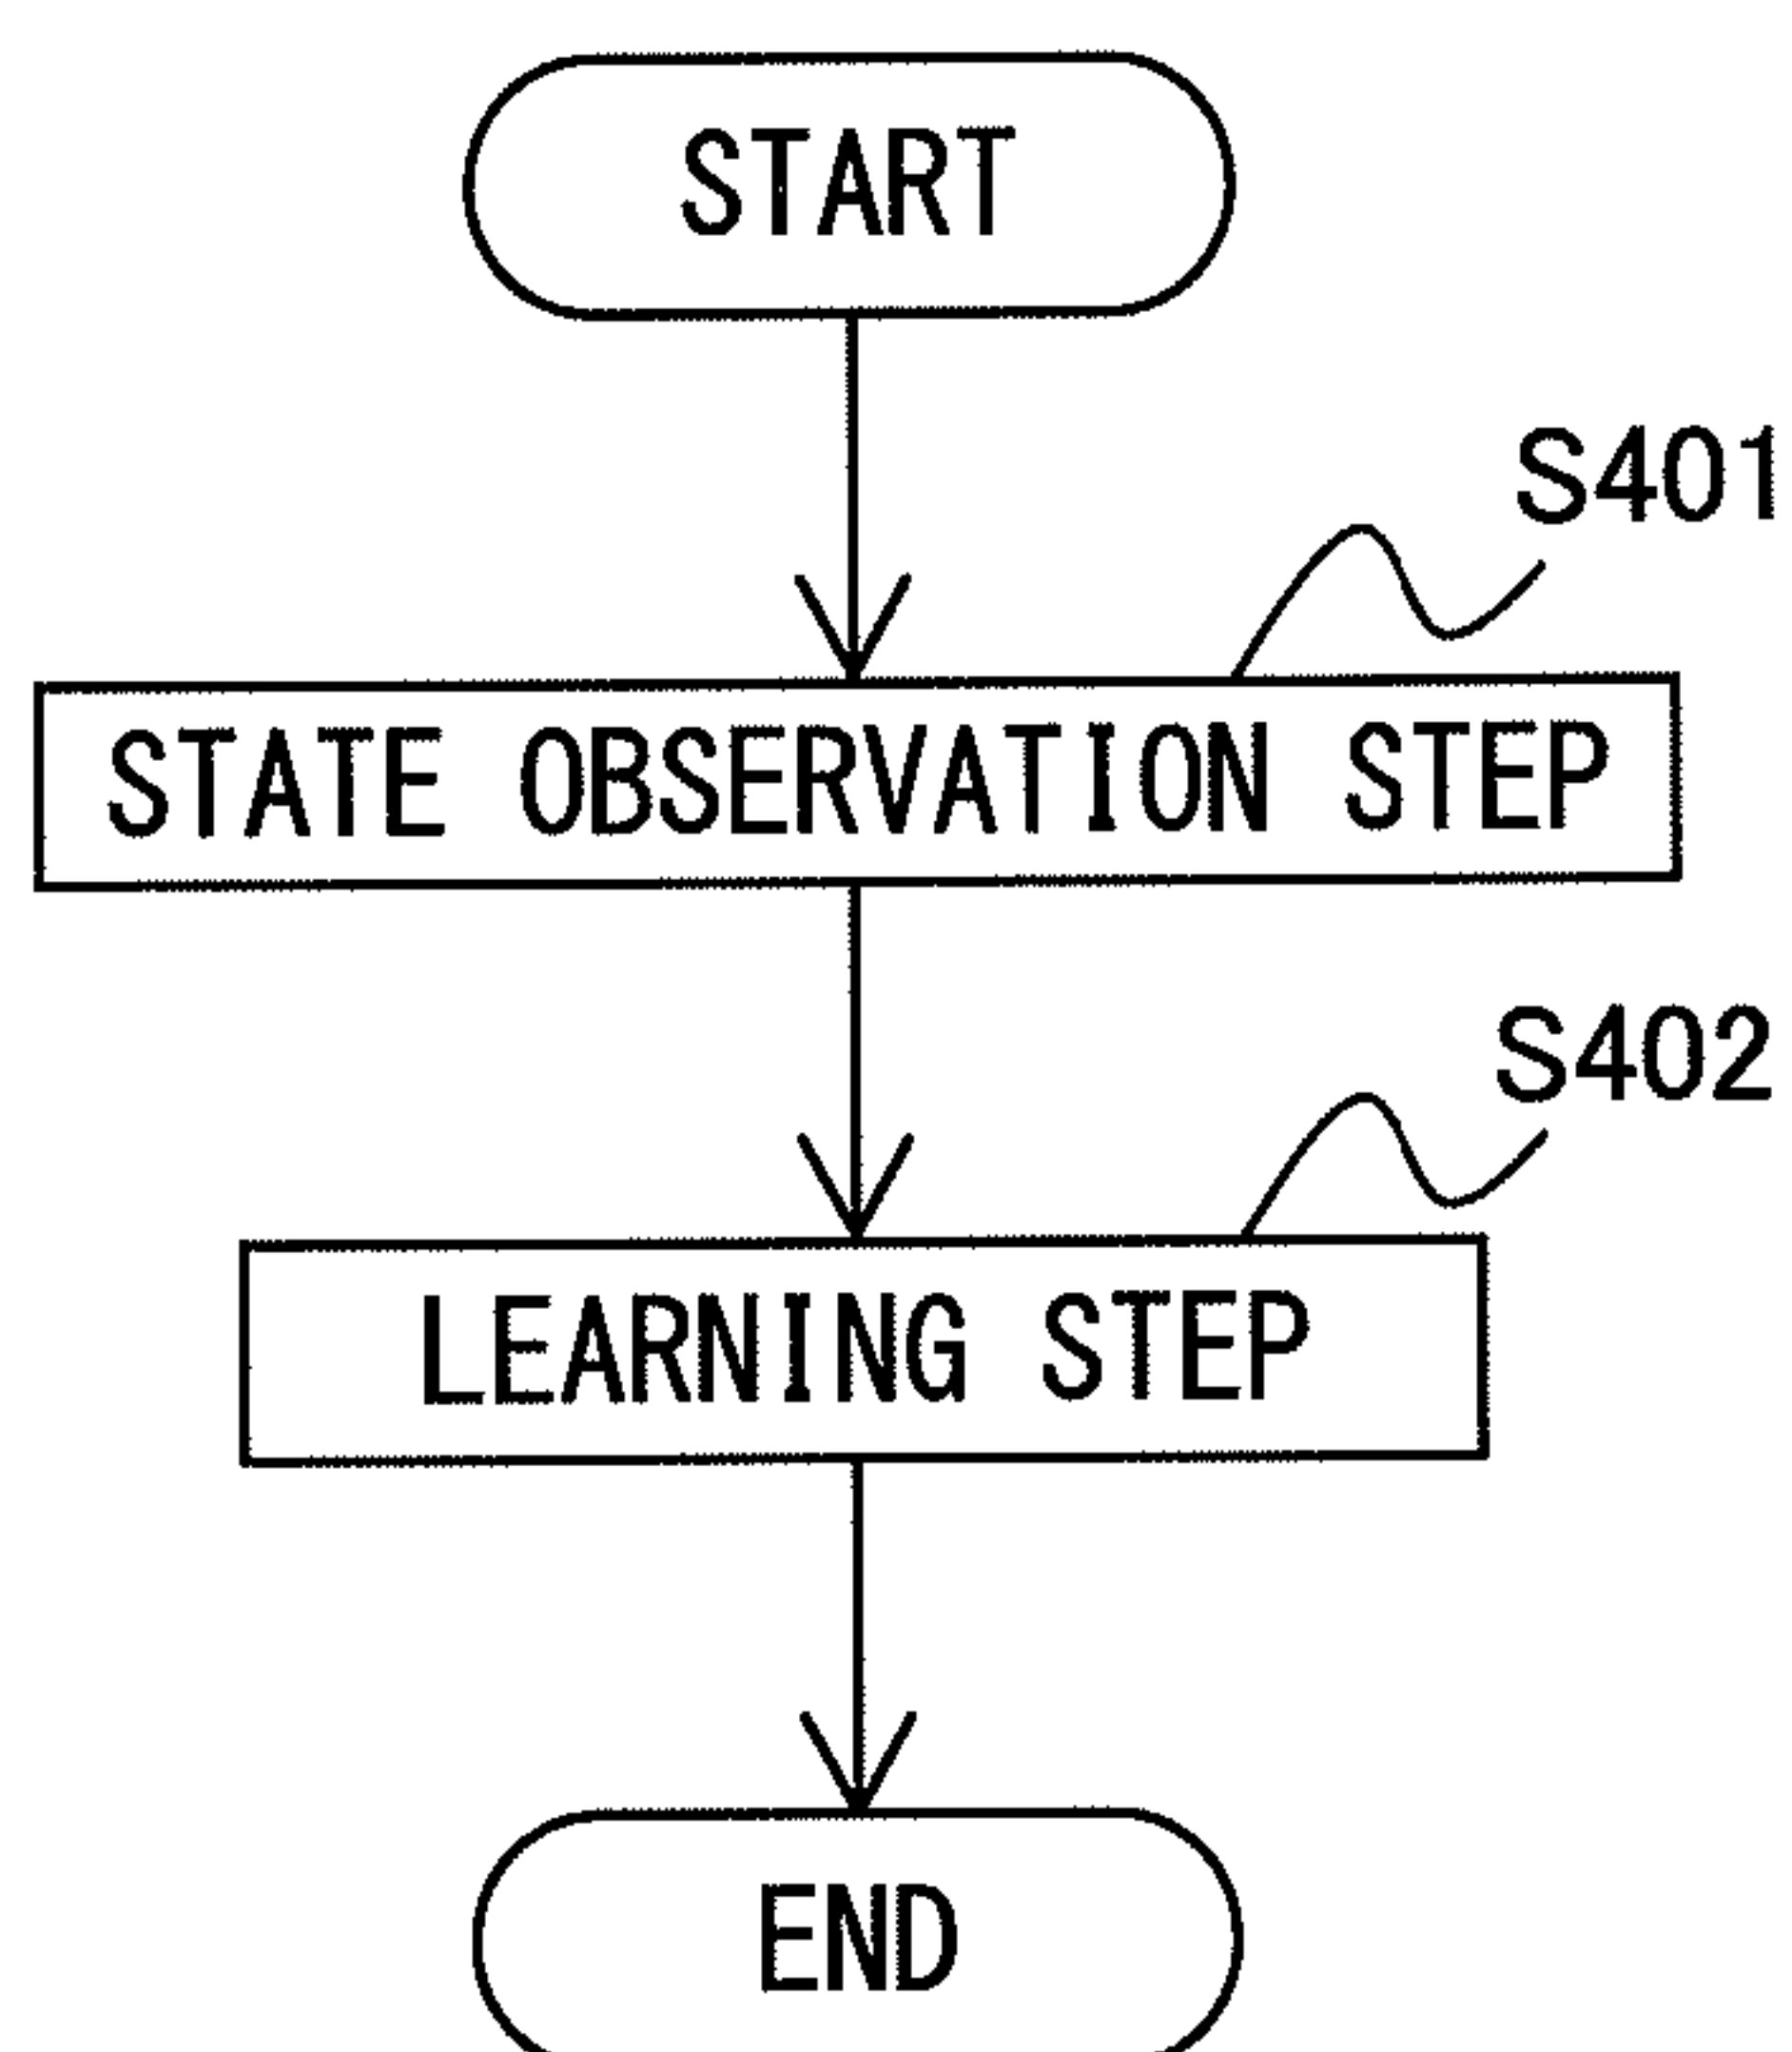 START
S401
STATE OBSERVATION STEP
S402
LEARNING STEP
END